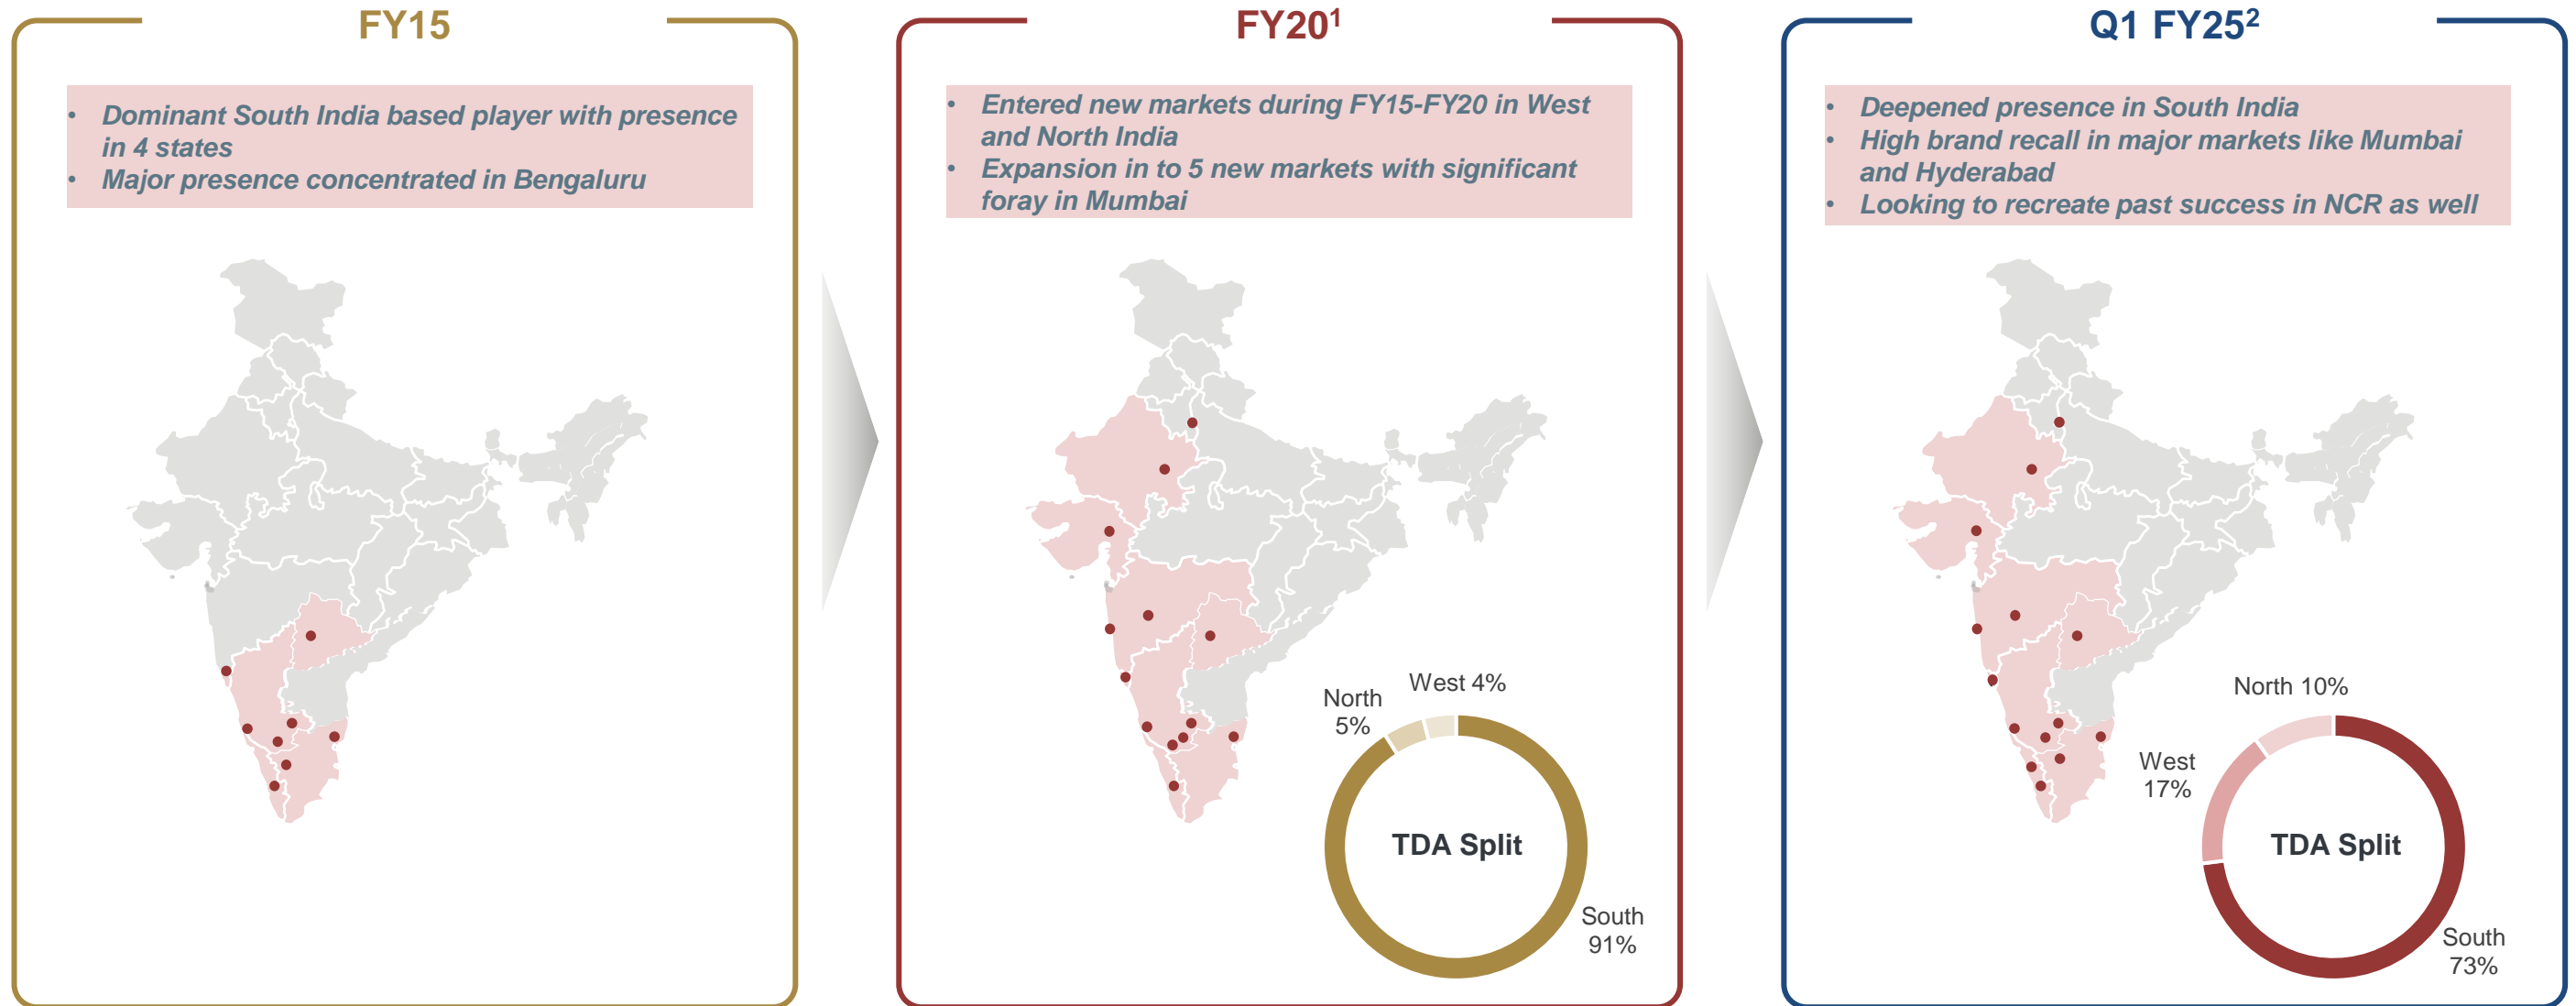 FY15
• Dominant South India based player with presence
in 4 states
• Major presence concentrated in Bengaluru
FY20¹
• Entered new markets during FY15-FY20 in West
and North India
• Expansion in to 5 new markets with significant
foray in Mumbai
North
5%
West 4%
TDA Split
South
91%
Q1 FY25²
• Deepened presence in South India
• High brand recall in major markets like Mumbai
and Hyderabad
• Looking to recreate past success in NCR as well
North 10%
West
17%
TDA Split
South
73%